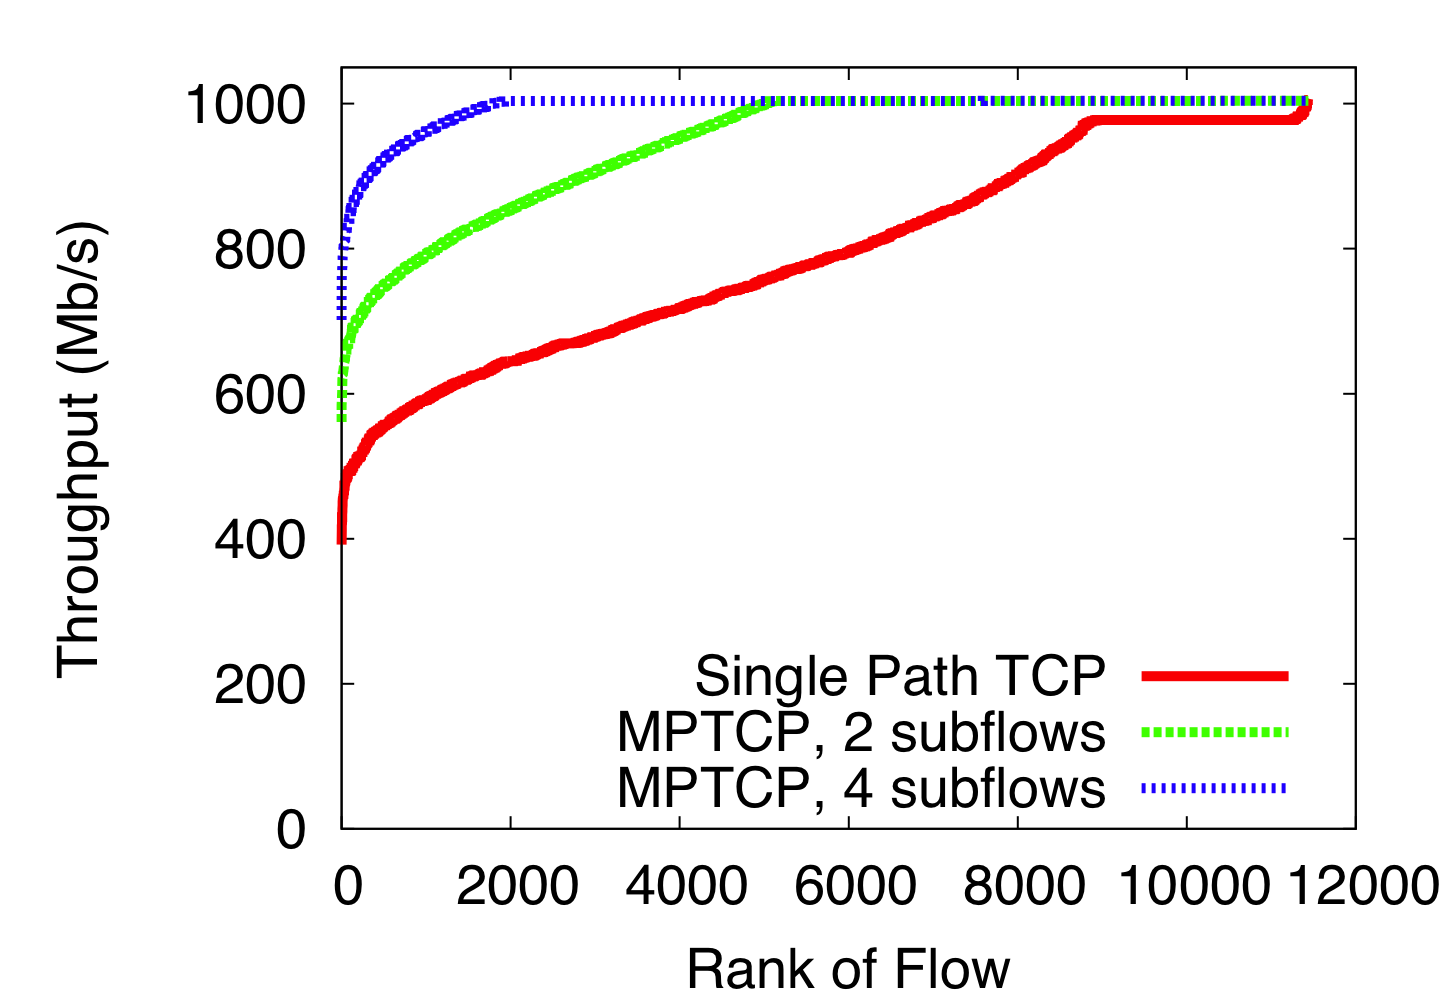 1000
800
600
400
200
0
Throughput (Mb/s)
Single Path TCP
MPTCP, 2 subflows
MPTCP, 4 subflows
0 2000 4000 6000 8000 10000 12000
Rank of Flow